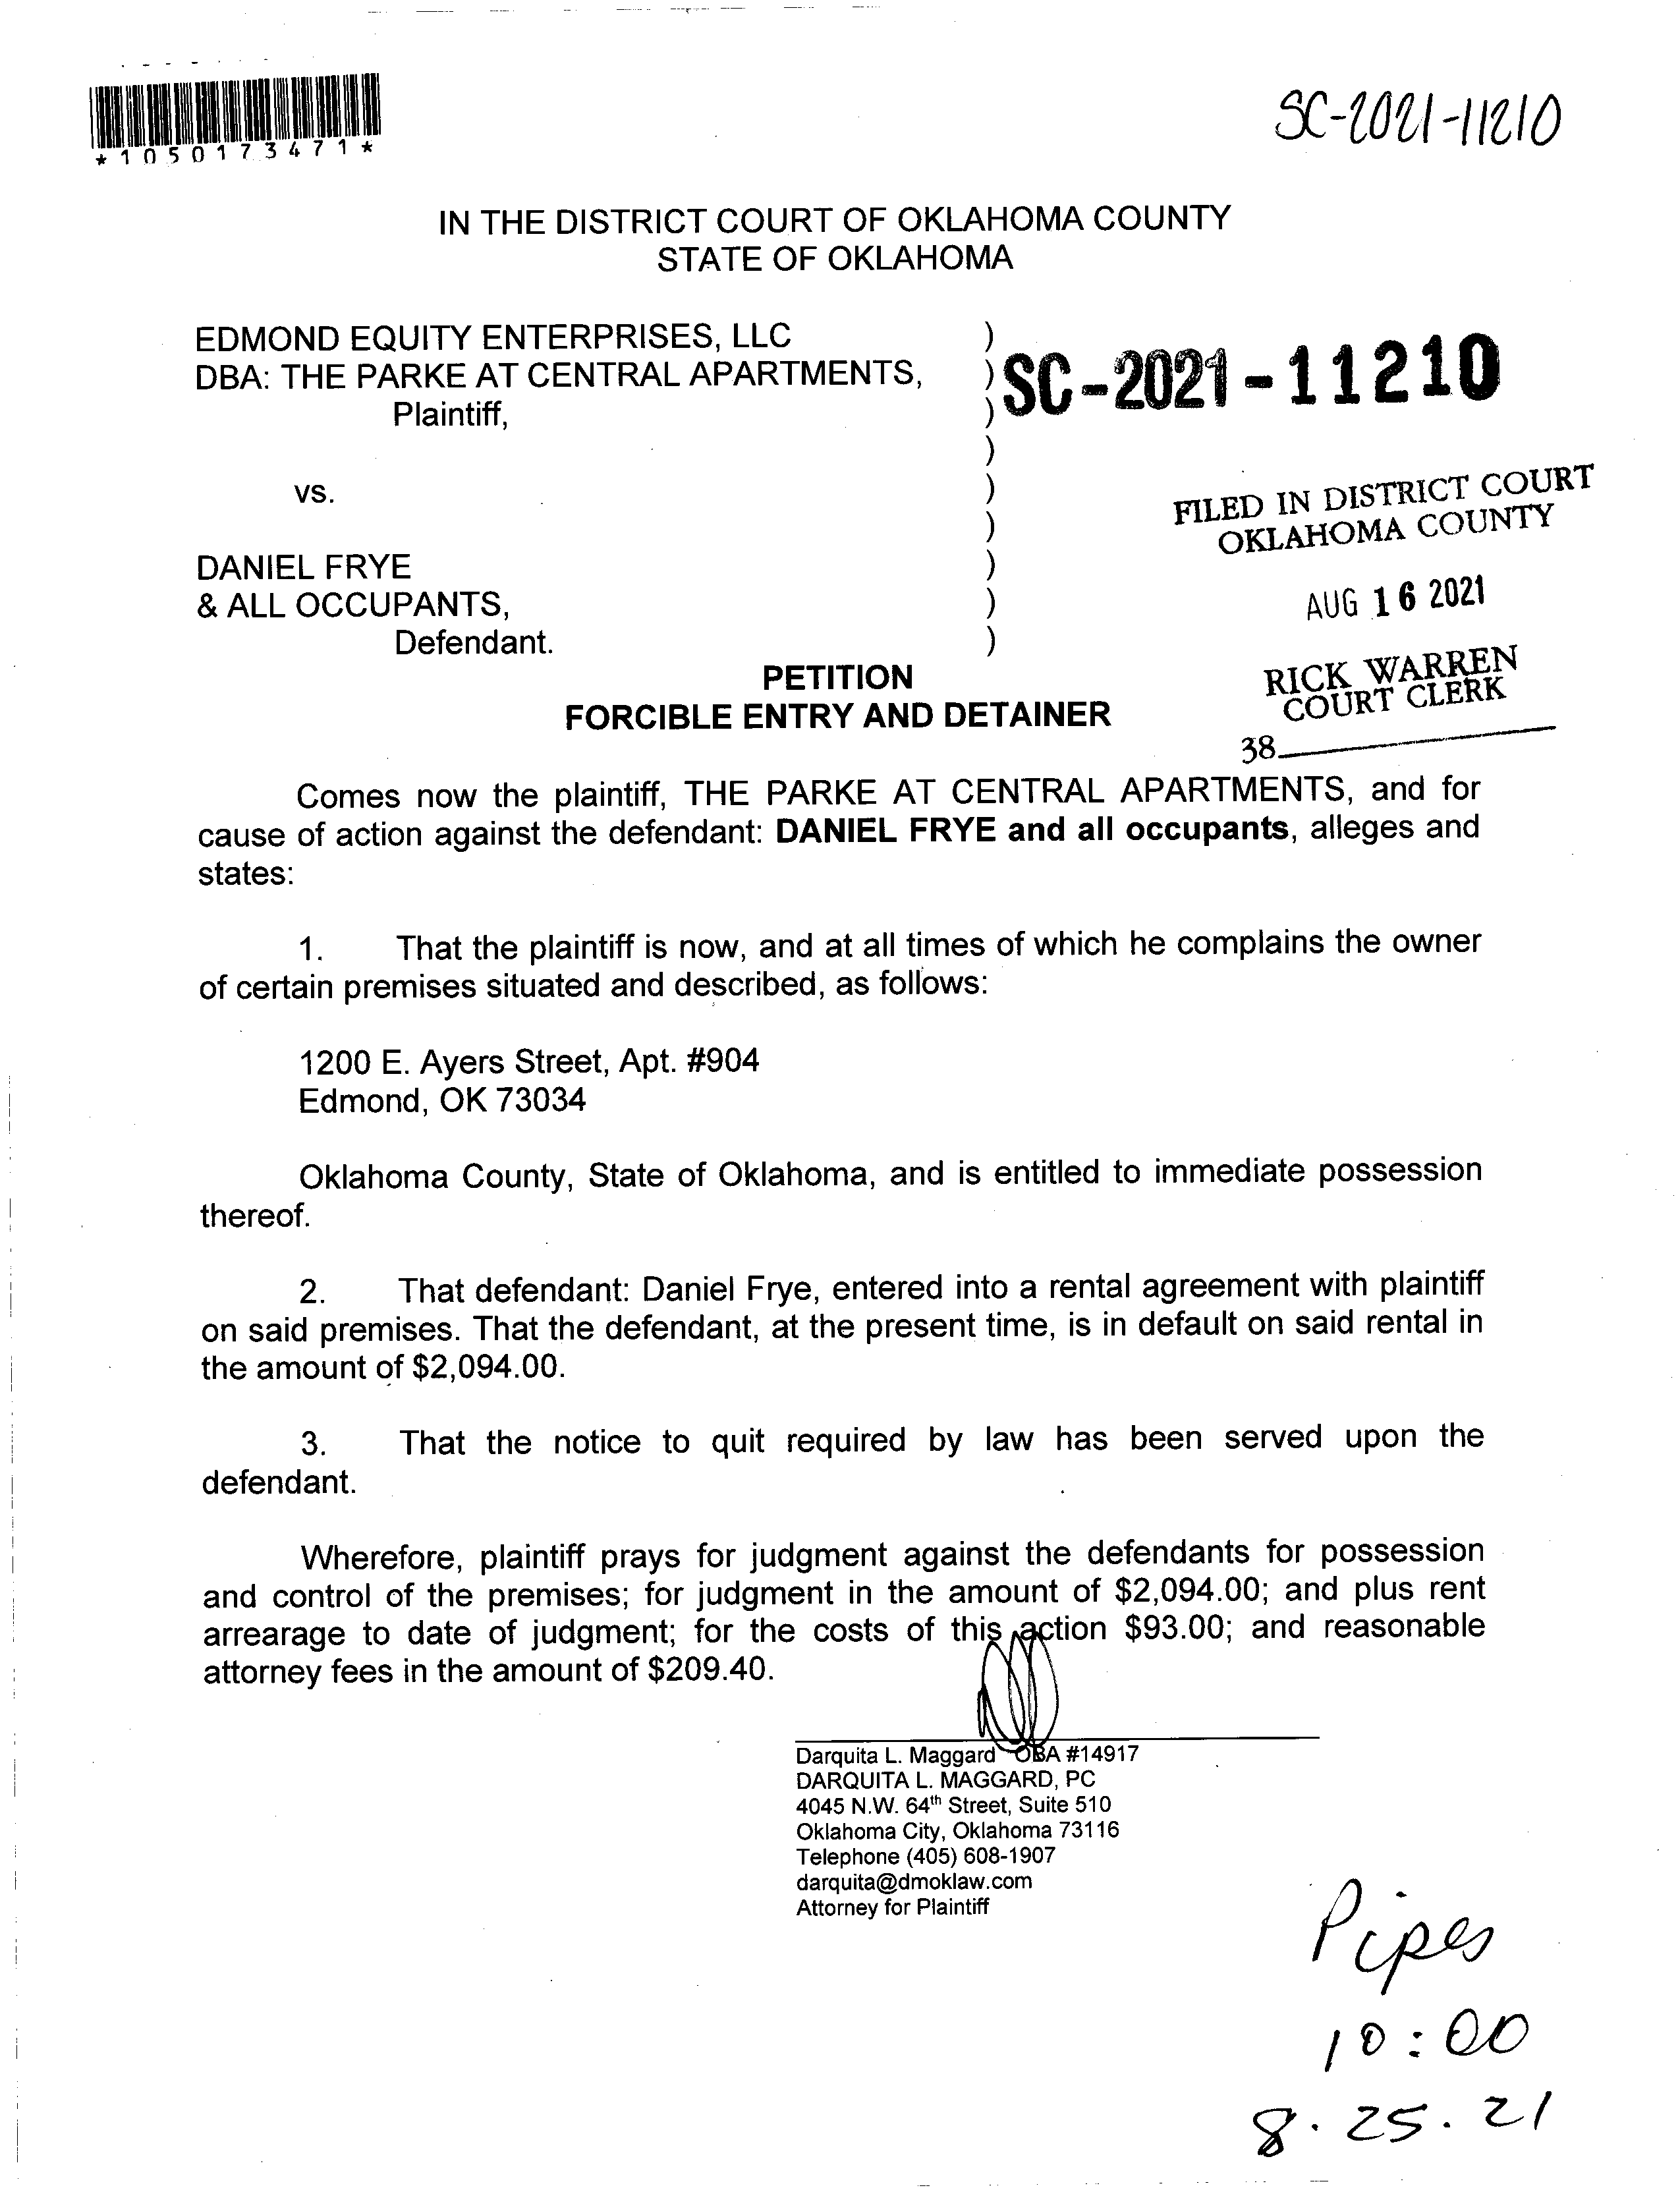 *1050173471*
SC-2021-11210
IN THE DISTRICT COURT OF OKLAHOMA COUNTY
STATE OF OKLAHOMA
EDMOND EQUITY ENTERPRISES, LLC )
DBA: THE PARKE AT CENTRAL APARTMENTS, ) SC-2021-11210
Plaintiff, )
)
vs. )
FILED IN DISTRICT COURT
OKLAHOMA COUNTY
)
DANIEL FRYE )
& ALL OCCUPANTS, ) AUG 16 2021
Defendant. )
PETITION
FORCIBLE ENTRY AND DETAINER
RICK WARREN
COURT CLERK
38
Comes now the plaintiff, THE PARKE AT CENTRAL APARTMENTS, and for
cause of action against the defendant: DANIEL FRYE and all occupants, alleges and
states:
1. That the plaintiff is now, and at all times of which he complains the owner
of certain premises situated and described, as follows:
1200 E. Ayers Street, Apt. #904
Edmond, OK 73034
Oklahoma County, State of Oklahoma, and is entitled to immediate possession
thereof.
2. That defendant: Daniel Frye, entered into a rental agreement with plaintiff
on said premises. That the defendant, at the present time, is in default on said rental in
the amount of $2,094.00.
3. That the notice to quit required by law has been served upon the
defendant.
Wherefore, plaintiff prays for judgment against the defendants for possession
and control of the premises; for judgment in the amount of $2,094.00; and plus rent
arrearage to date of judgment; for the costs of this action $93.00; and reasonable
attorney fees in the amount of $209.40.
Darquita L. Maggard OBA #14917
DARQUITA L. MAGGARD, PC
4045 N.W. 64th Street, Suite 510
Oklahoma City, Oklahoma 73116
Telephone (405) 608-1907
darquita@dmoklaw.com
Attorney for Plaintiff
Pipes
10:00
8.25.21